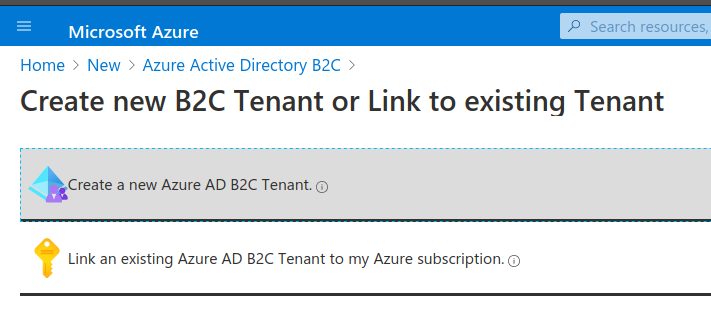 Microsoft Azure
Search resources,
Home > New > Azure Active Directory B2C >
Create new B2C Tenant or Link to existing Tenant
Create a new Azure AD B2C Tenant.
Link an existing Azure AD B2C Tenant to my Azure subscription.